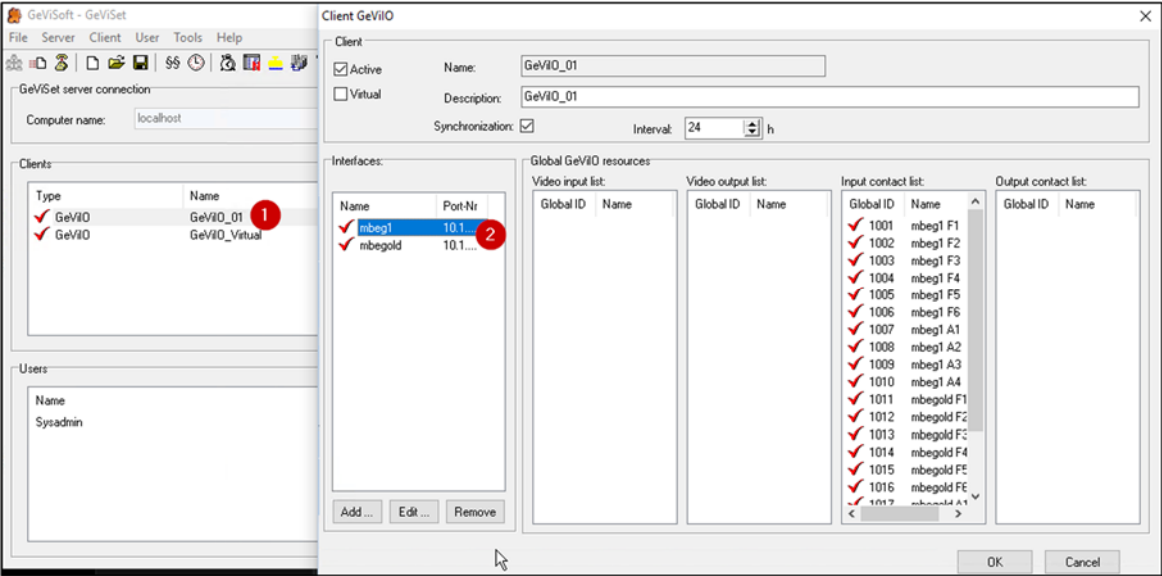 GeViSoft - GeViSet
File Server Client User Tools Help
§§
GeViSet server connection
Computer name: localhost
Clients
Type Name
GeViIO GeViIO_01 1
GeViIO GeViIO_Virtual
Users
Name
Sysadmin
Client GeViIO
Client
Active Name: GeViIO_01
Virtual Description: GeViIO_01
Synchronization: Interval: 24 h
Interfaces:
Name Port-Nr
mbeg1 10.1.... 2
mbegold 10.1....
Add ... Edit ... Remove
Global GeViIO resources
Video input list:
Global ID Name
Video output list:
Global ID Name
Input contact list:
Global ID Name
1001 mbeg1 F1
1002 mbeg1 F2
1003 mbeg1 F3
1004 mbeg1 F4
1005 mbeg1 F5
1006 mbeg1 F6
1007 mbeg1 A1
1008 mbeg1 A2
1009 mbeg1 A3
1010 mbeg1 A4
1011 mbegold F1
1012 mbegold F2
1013 mbegold F3
1014 mbegold F4
1015 mbegold F5
1016 mbegold F6
1017 mbegold A1
Output contact list:
Global ID Name
OK Cancel